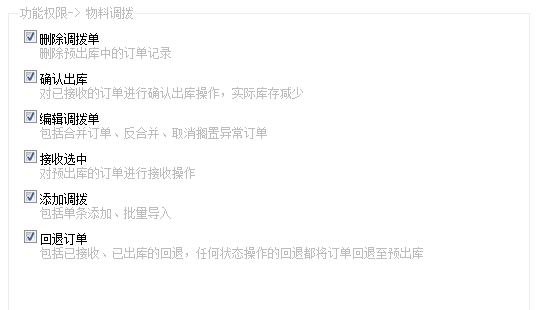 功能权限-> 物料调拨
删除调拨单
删除预出库中的订单记录
确认出库
对已接收的订单进行确认出库操作，实际库存减少
编辑调拨单
包括合并订单、反合并、取消搁置异常订单
接收选中
对预出库的订单进行接收操作
添加调拨
包括单条添加、批量导入
回退订单
包括已接收、已出库的回退，任何状态操作的回退都将订单回退至预出库